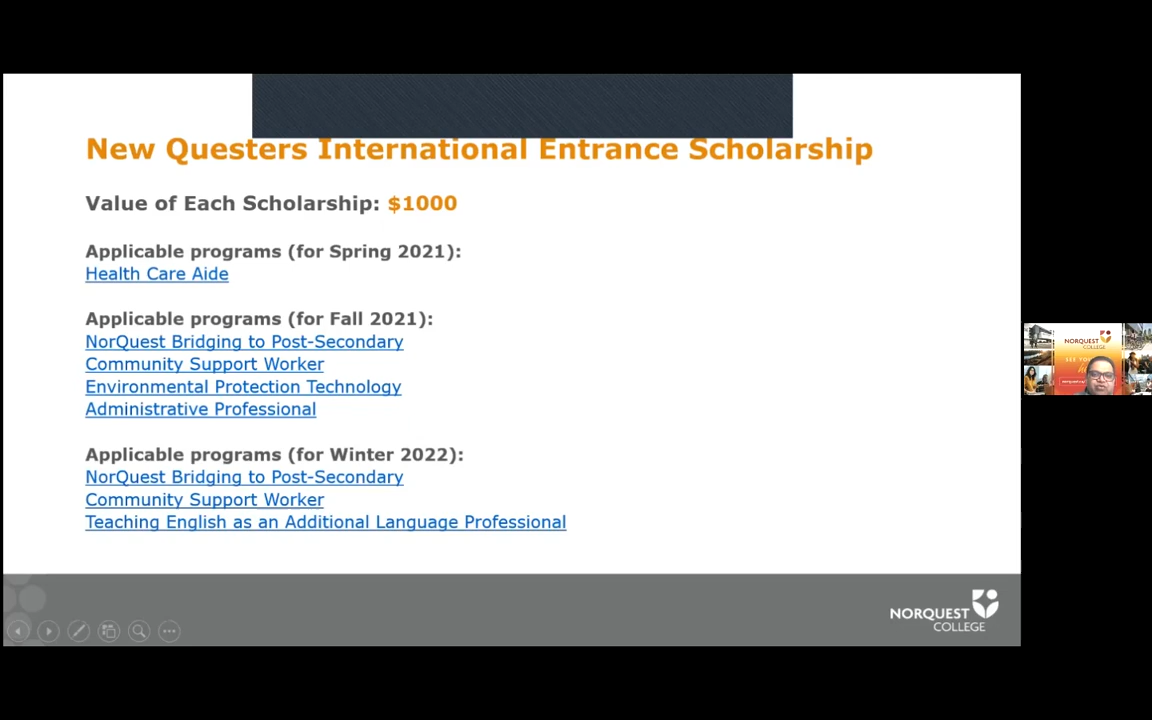 New Questers International Entrance Scholarship
Value of Each Scholarship: $1000
Applicable programs (for Spring 2021):
Health Care Aide
Applicable programs (for Fall 2021):
NorQuest Bridging to Post-Secondary
Community Support Worker
Environmental Protection Technology
Administrative Professional
Applicable programs (for Winter 2022):
NorQuest Bridging to Post-Secondary
Community Support Worker
Teaching English as an Additional Language Professional
NORQUEST
COLLEGE
NORQUEST
COLLEGE